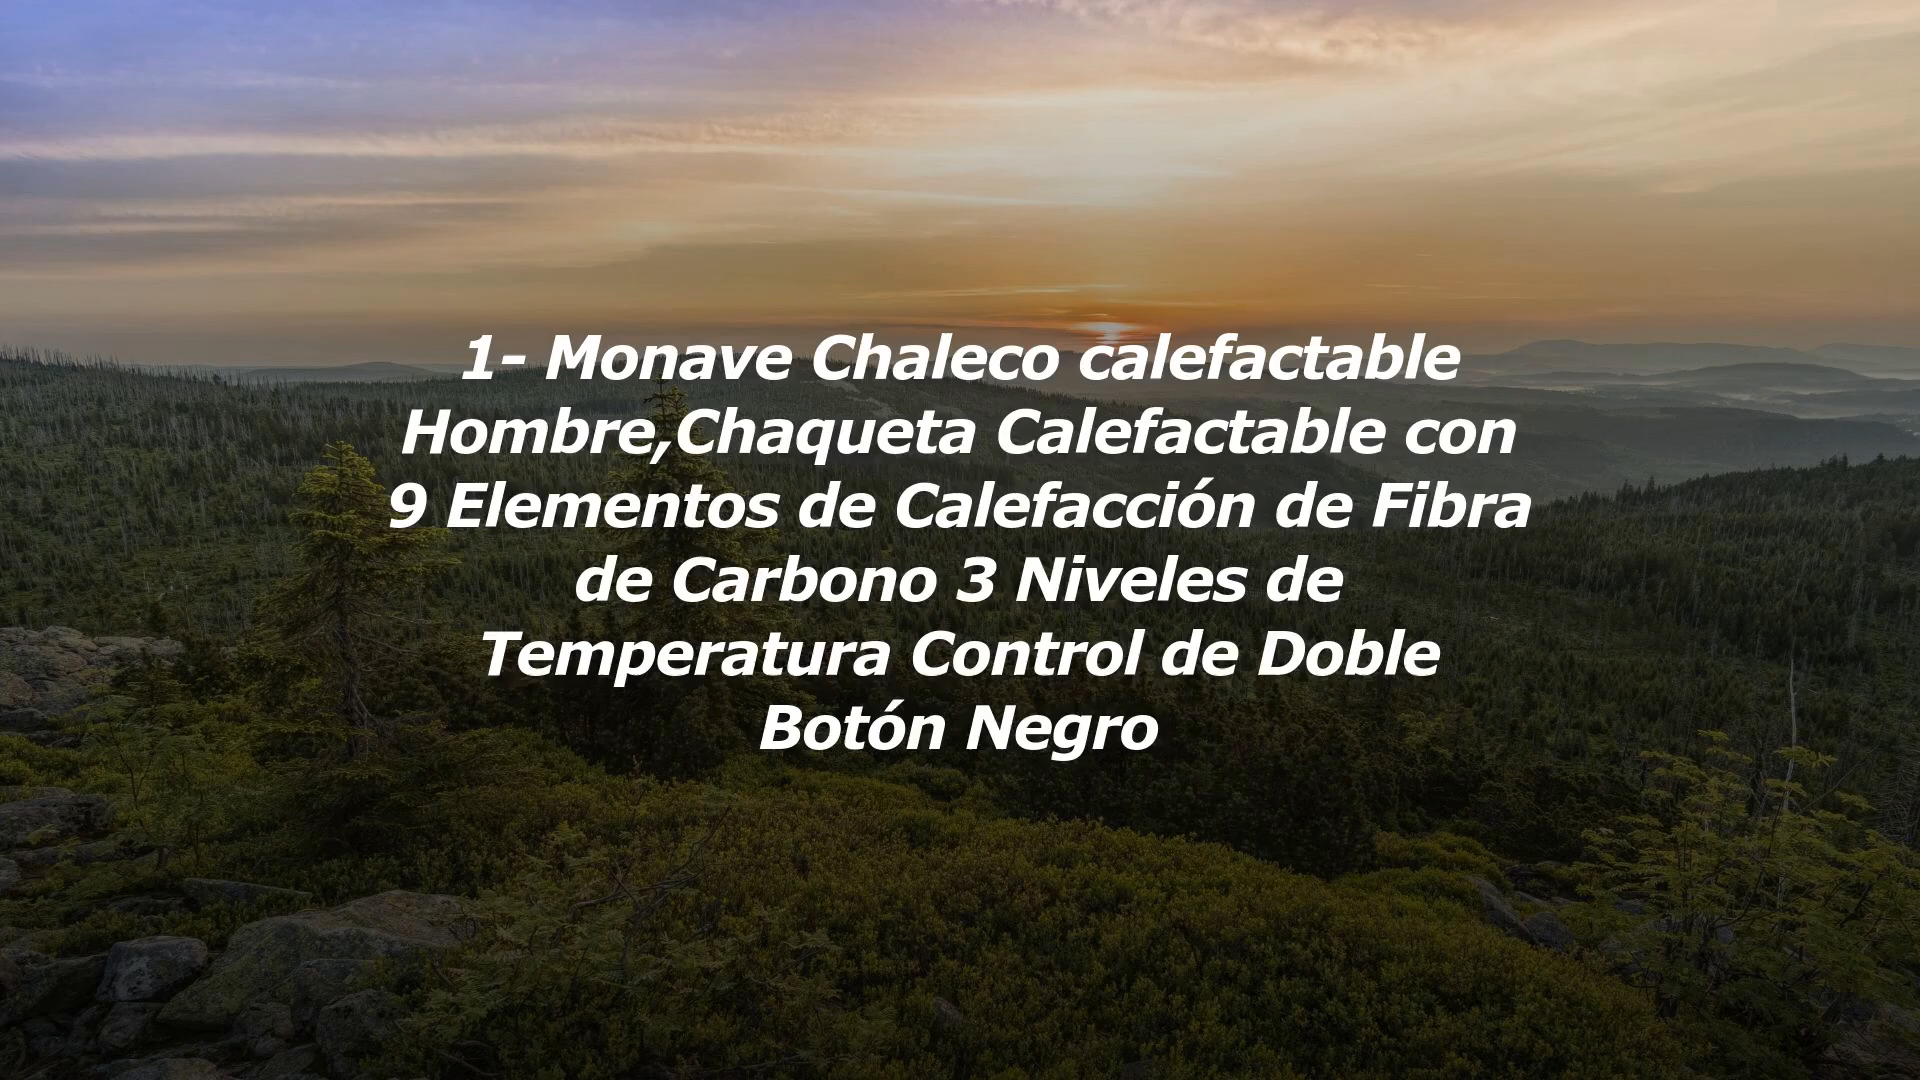 1- Monave Chaleco calefactable
Hombre,Chaqueta Calefactable con
9 Elementos de Calefacción de Fibra
de Carbono 3 Niveles de
Temperatura Control de Doble
Botón Negro